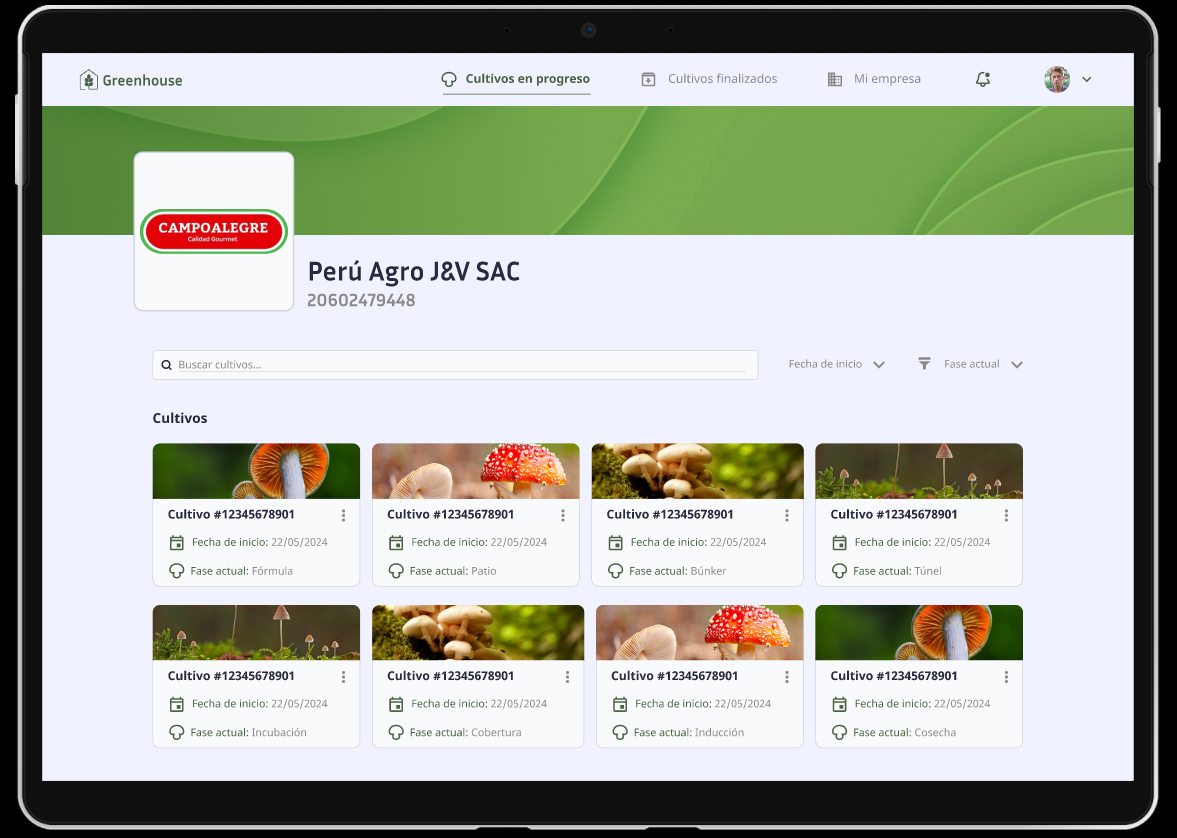 Greenhouse
Cultivos en progreso
Cultivos finalizados
Mi empresa
CAMPOALEGRE
Calidad Gourmet
Perú Agro J&V SAC
20602479448
Buscar cultivos...
Fecha de inicio
Fase actual
Cultivos
Cultivo #12345678901
Fecha de inicio: 22/05/2024
Fase actual: Fórmula
Cultivo #12345678901
Fecha de inicio: 22/05/2024
Fase actual: Patio
Cultivo #12345678901
Fecha de inicio: 22/05/2024
Fase actual: Búnker
Cultivo #12345678901
Fecha de inicio: 22/05/2024
Fase actual: Túnel
Cultivo #12345678901
Fecha de inicio: 22/05/2024
Fase actual: Incubación
Cultivo #12345678901
Fecha de inicio: 22/05/2024
Fase actual: Cobertura
Cultivo #12345678901
Fecha de inicio: 22/05/2024
Fase actual: Inducción
Cultivo #12345678901
Fecha de inicio: 22/05/2024
Fase actual: Cosecha